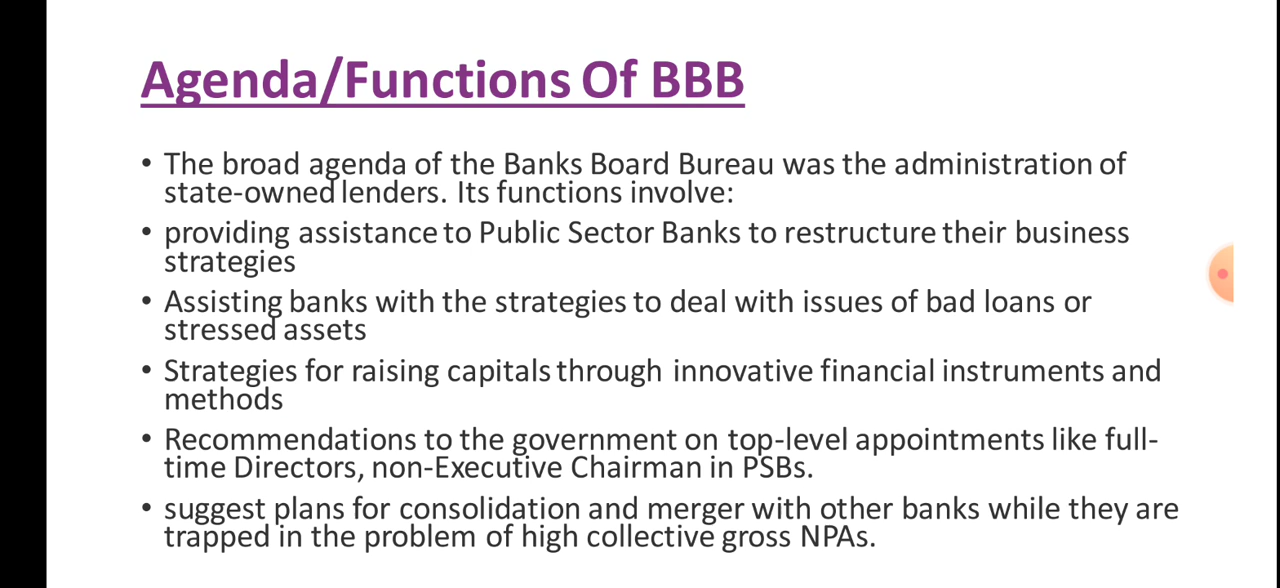 Agenda/Functions Of BBB
• The broad agenda of the Banks Board Bureau was the administration of
state-owned lenders. Its functions involve:
• providing assistance to Public Sector Banks to restructure their business
strategies
• Assisting banks with the strategies to deal with issues of bad loans or
stressed assets
• Strategies for raising capitals through innovative financial instruments and
methods
• Recommendations to the government on top-level appointments like full-
time Directors, non-Executive Chairman in PSBs.
• suggest plans for consolidation and merger with other banks while they are
trapped in the problem of high collective gross NPAs.